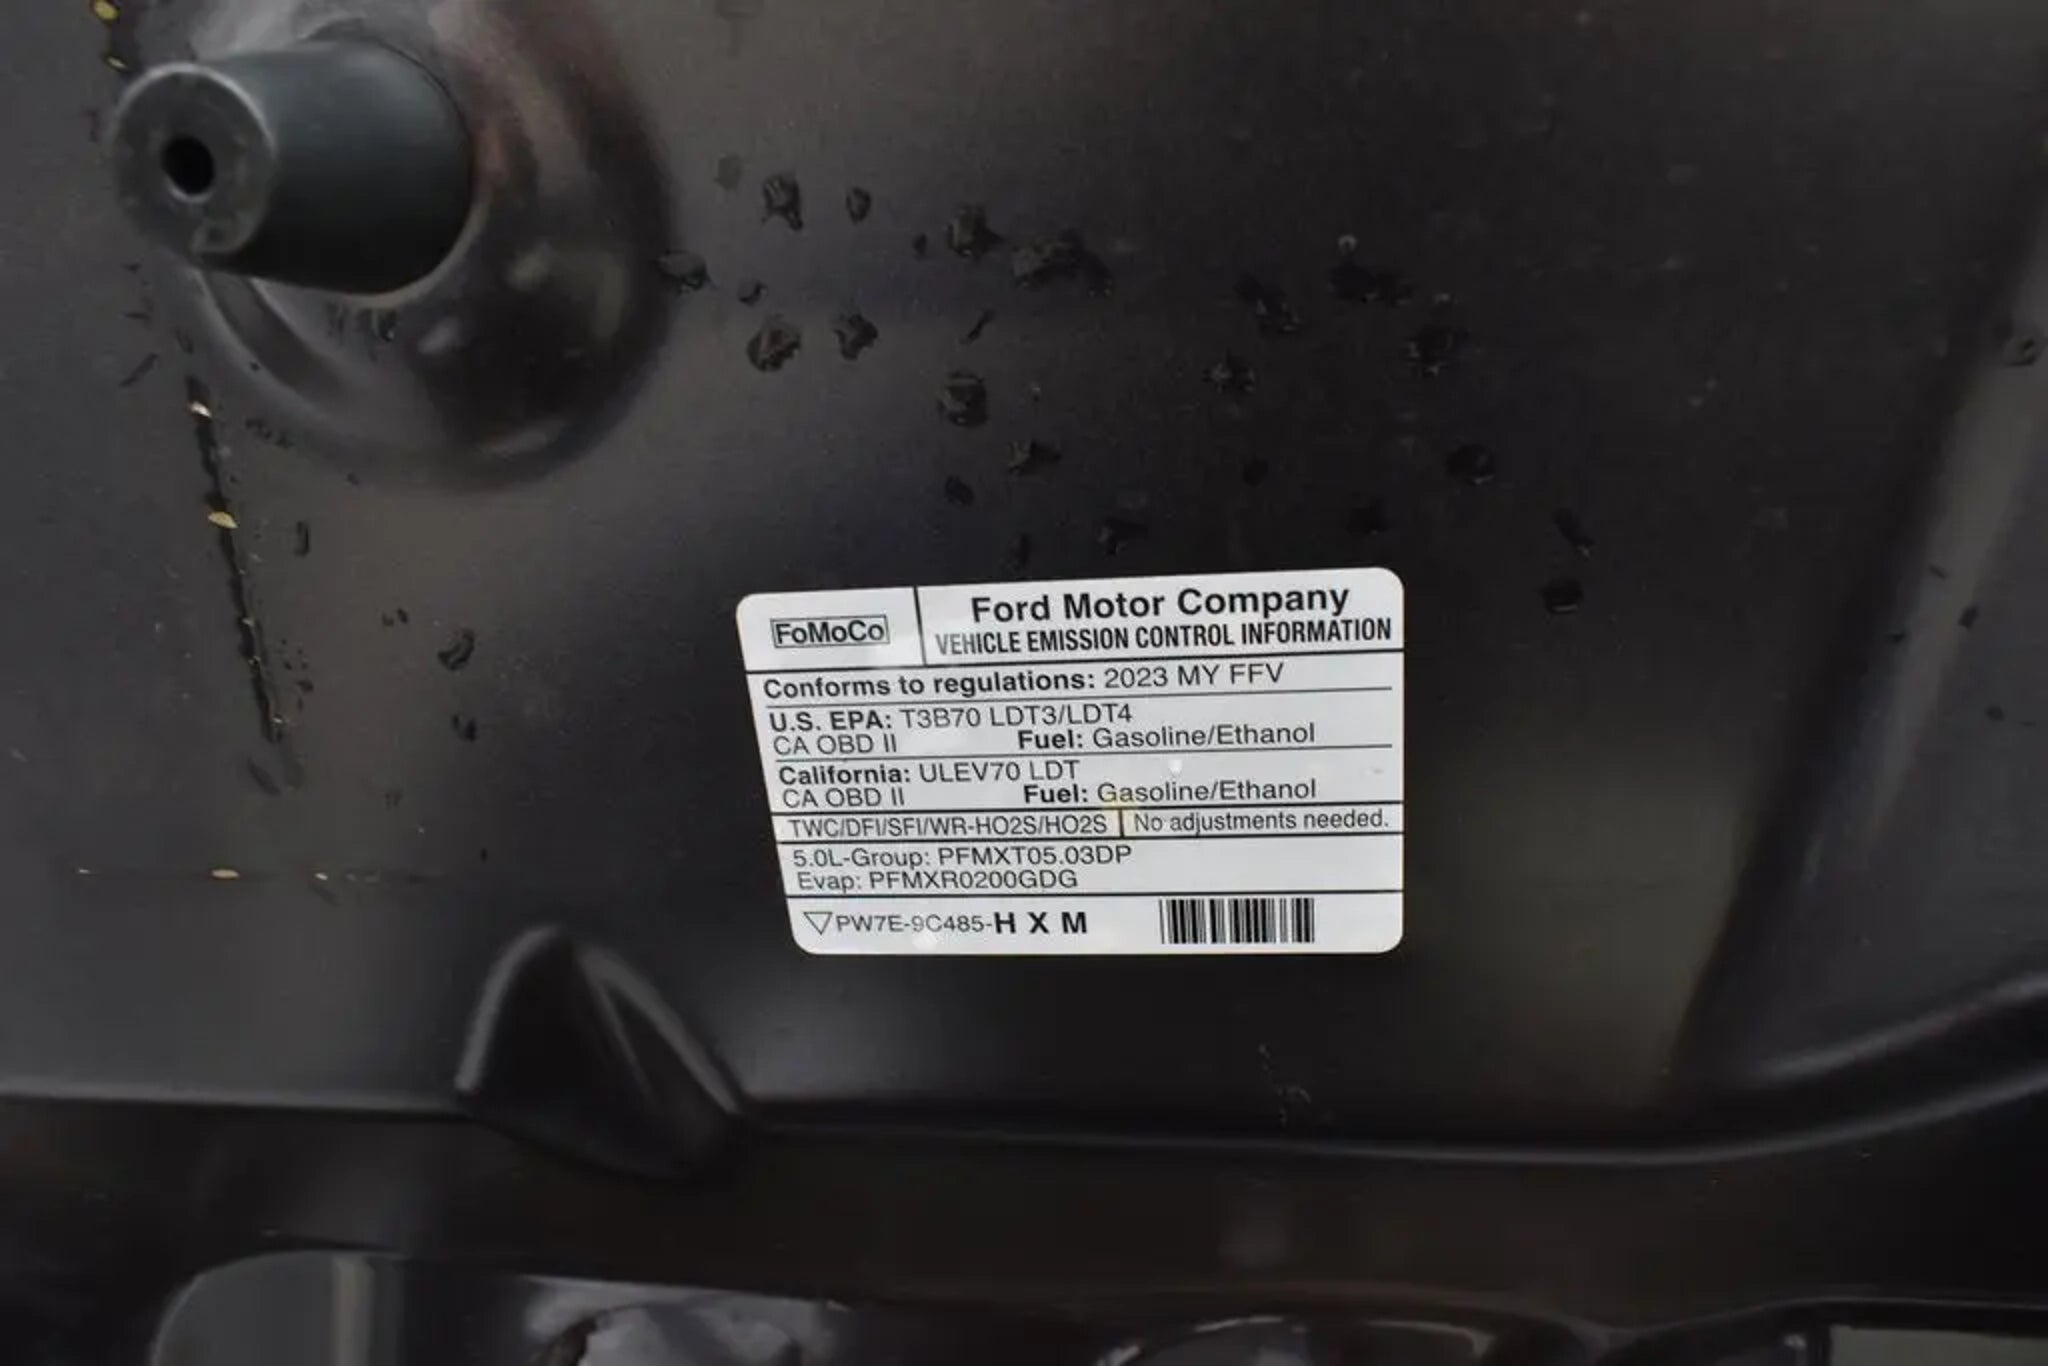 FoMoCo
Ford Motor Company
VEHICLE EMISSION CONTROL INFORMATION
Conforms to regulations: 2023 MY FFV
U.S. EPA: T3B70 LDT3/LDT4
CA OBD II Fuel: Gasoline/Ethanol
California: ULEV70 LDT
CA OBD II Fuel: Gasoline/Ethanol
TWC/DFI/SFI/WR-HO2S/HO2S No adjustments needed.
5.0L-Group: PFMXT05.03DP
Evap: PFMXR0200GDG
PW7E-9C485-H X M